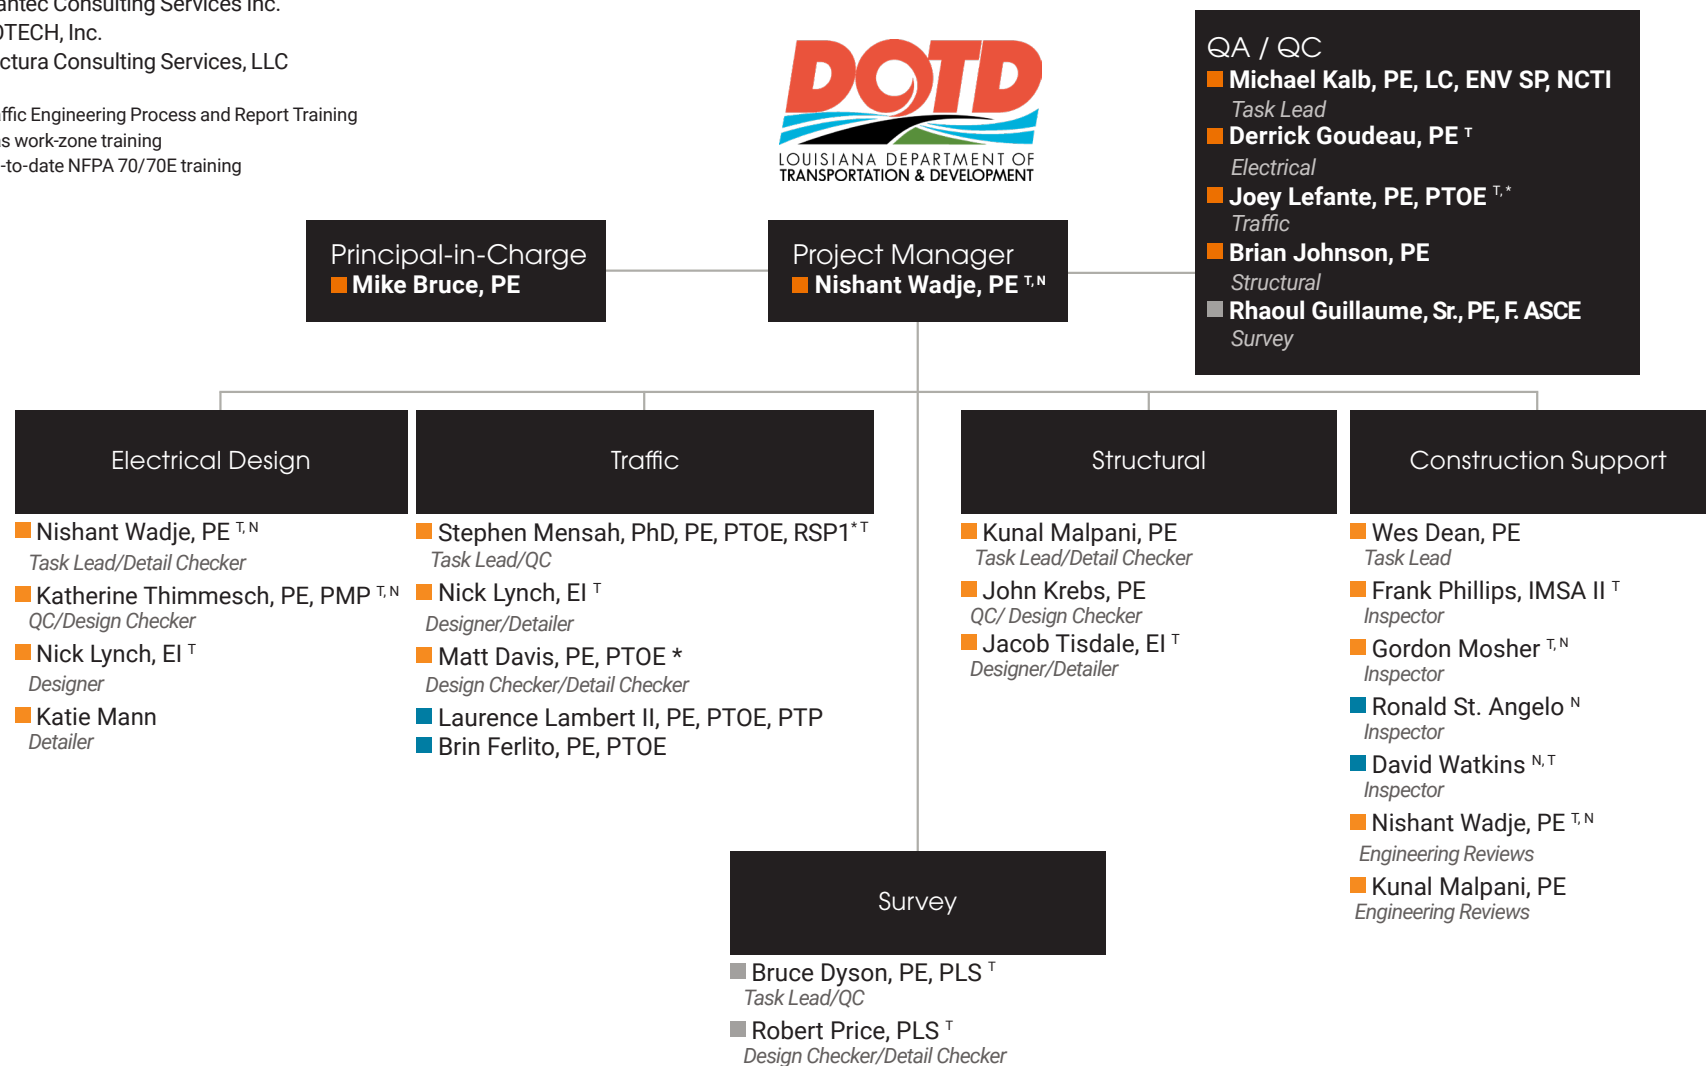 Consulting Services Inc.
Inc.
Consulting Services, LLC
Engineering Process and Report Training
work-zone training
NFPA 70/70E training
DOTD
LOUISIANA DEPARTMENT OF
TRANSPORTATION & DEVELOPMENT
QA / QC
Michael Kalb, PE, LC, ENV SP, NCTI
Task Lead
Derrick Goudeau, PE T
Electrical
Joey Lefante, PE, PTOE T, *
Traffic
Brian Johnson, PE
Structural
Rhaoul Guillaume, Sr., PE, F. ASCE
Survey
Principal-in-Charge
Mike Bruce, PE
Project Manager
Nishant Wadje, PE T, N
Electrical Design
Nishant Wadje, PE T, N
Task Lead/Detail Checker
Katherine Thimmesch, PE, PMP T, N
QC/Design Checker
Nick Lynch, EI T
Designer
Katie Mann
Detailer
Traffic
Stephen Mensah, PhD, PE, PTOE, RSP1* T
Task Lead/QC
Nick Lynch, EI T
Designer/Detailer
Matt Davis, PE, PTOE *
Design Checker/Detail Checker
Laurence Lambert II, PE, PTOE, PTP
Brin Ferlito, PE, PTOE
Structural
Kunal Malpani, PE
Task Lead/Detail Checker
John Krebs, PE
QC/ Design Checker
Jacob Tisdale, EI T
Designer/Detailer
Construction Support
Wes Dean, PE
Task Lead
Frank Phillips, IMSA II T
Inspector
Gordon Mosher T, N
Inspector
Ronald St. Angelo N
Inspector
David Watkins N, T
Inspector
Nishant Wadje, PE T, N
Engineering Reviews
Kunal Malpani, PE
Engineering Reviews
Survey
Bruce Dyson, PE, PLS T
Task Lead/QC
Robert Price, PLS T
Design Checker/Detail Checker